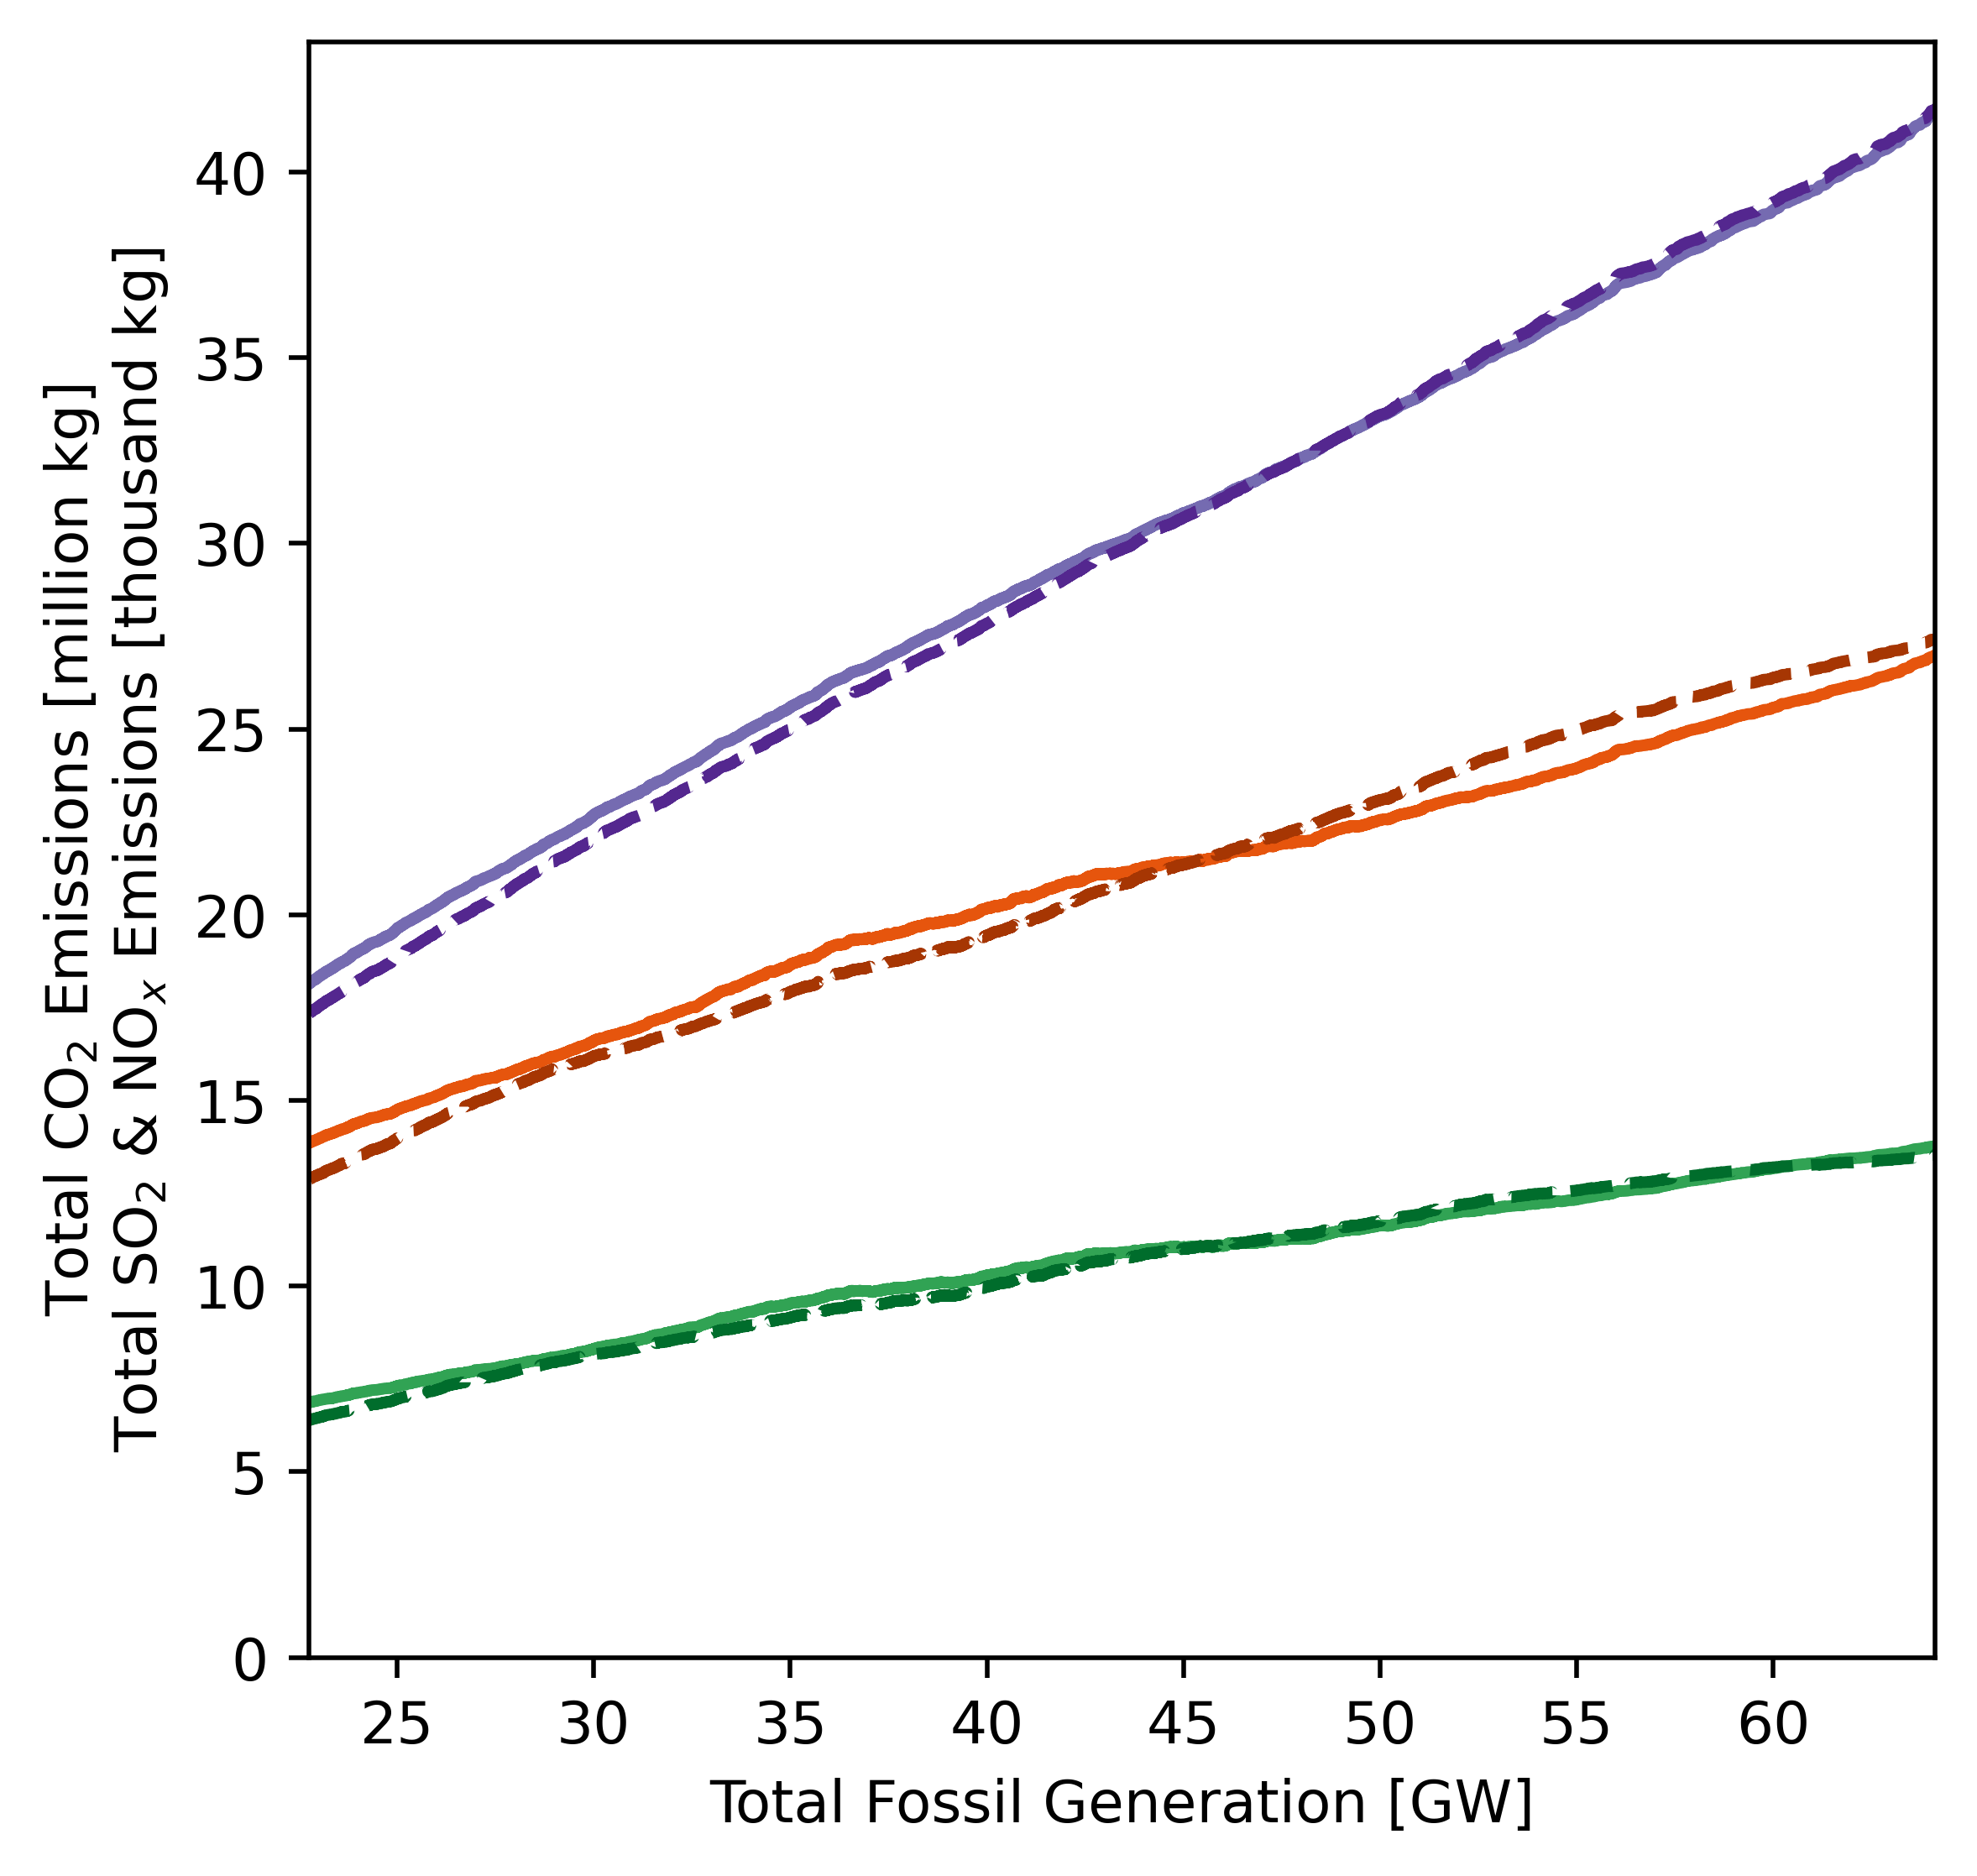 Total CO₂ Emissions [million kg]
Total SO₂ & NOₓ Emissions [thousand kg]
40
35
30
25
20
15
10
5
0
25 30 35 40 45 50 55 60
Total Fossil Generation [GW]